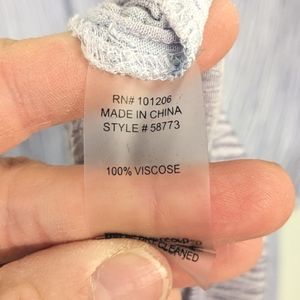 RN# 101206
MADE IN CHINA
STYLE # 58773
100% VISCOSE
CLEANED